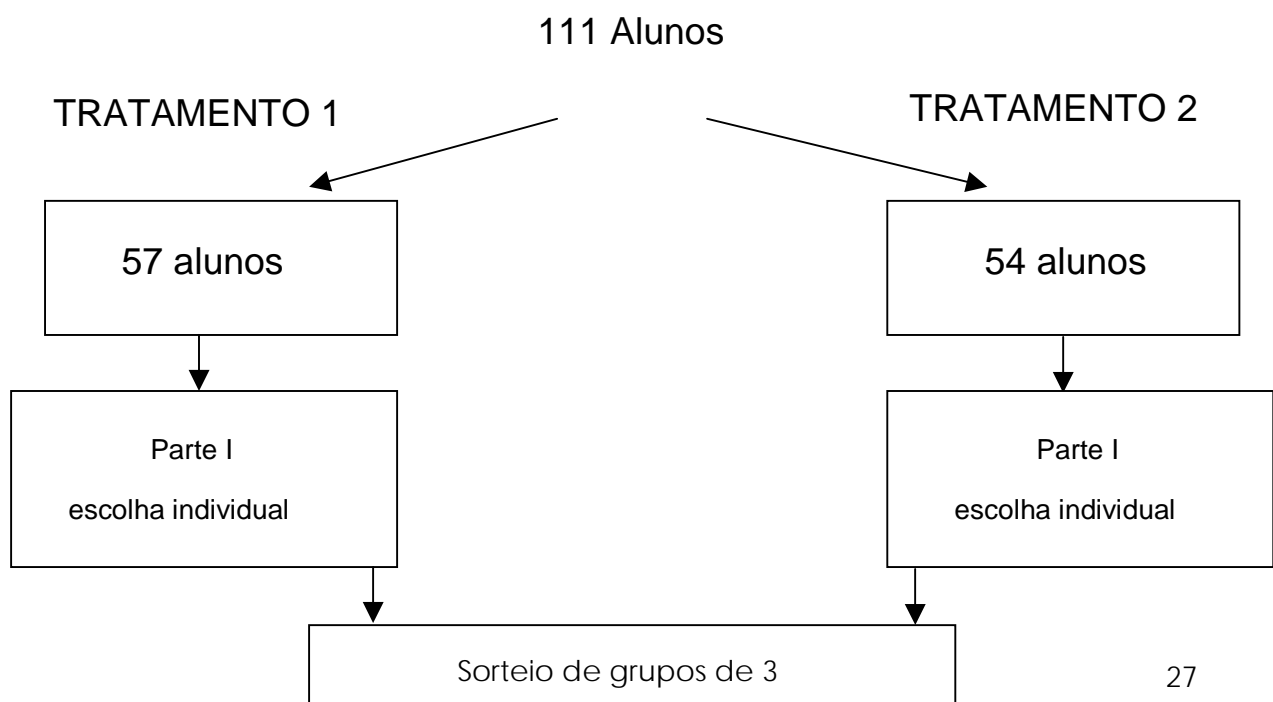 111 Alunos
TRATAMENTO 1
TRATAMENTO 2
57 alunos
54 alunos
Parte I
escolha individual
Parte I
escolha individual
Sorteio de grupos de 3
27